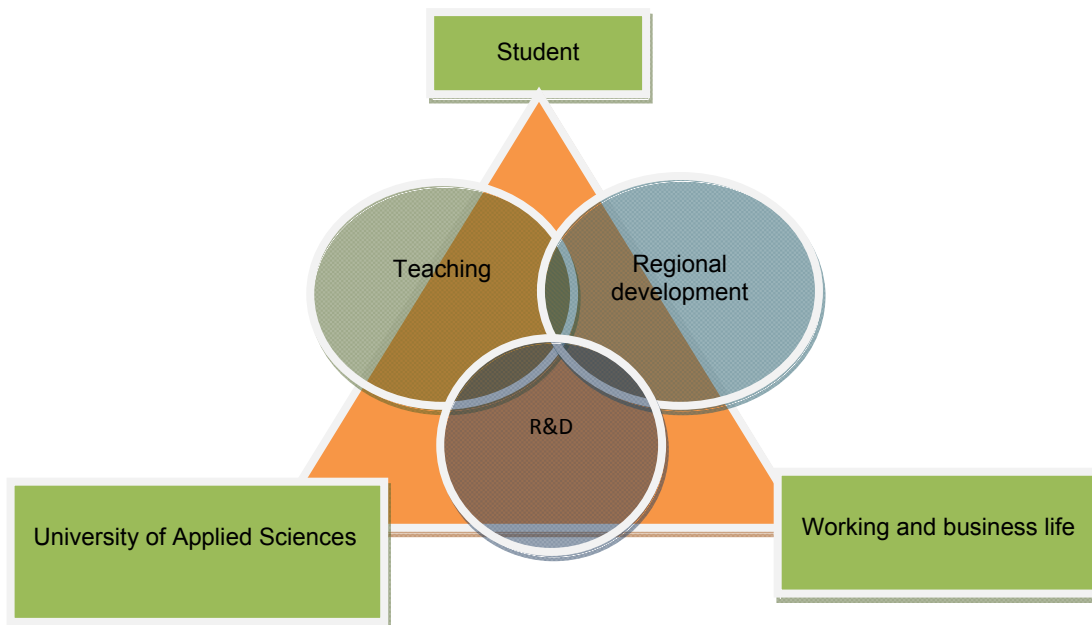 Student
Teaching
Regional
development
R&D
University of Applied Sciences
Working and business life